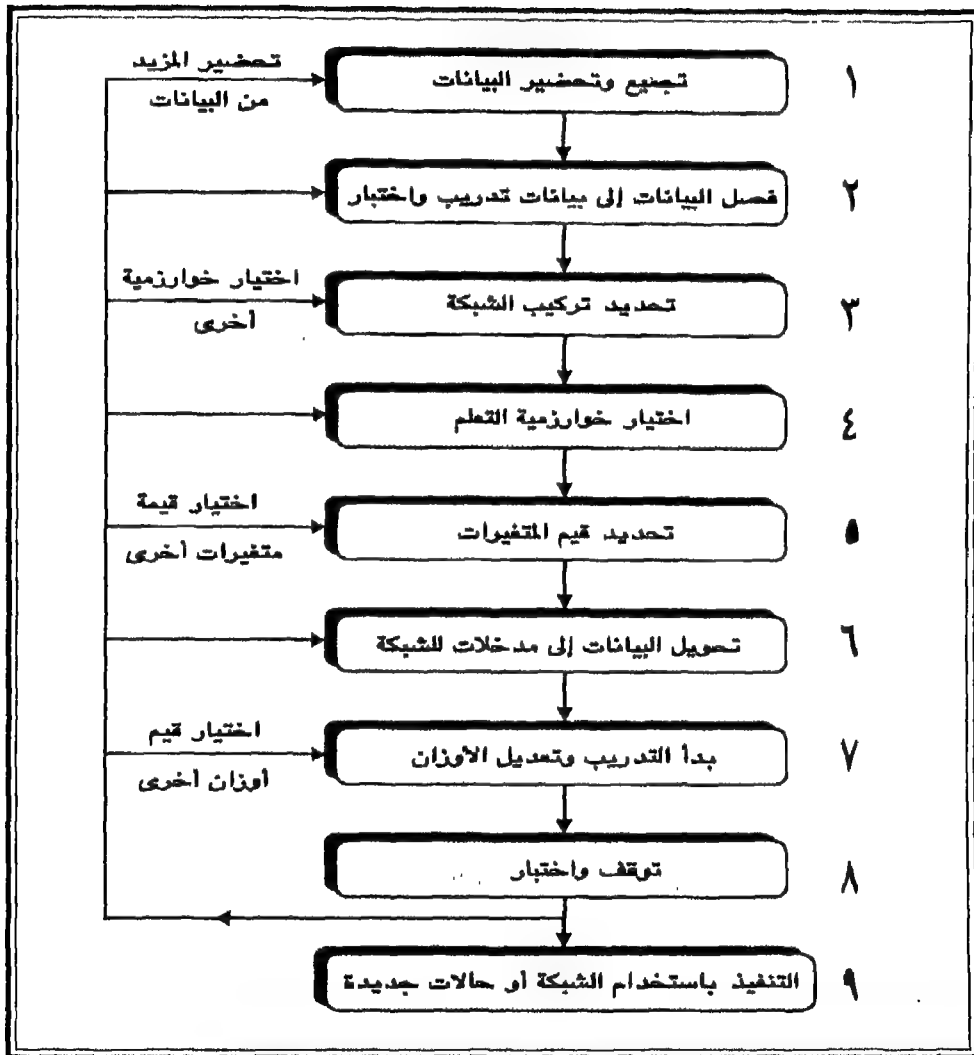 تحضير المزيد
من البيانات
تجميع وتحضير البيانات
١
فصل البيانات إلى بيانات تدريب واختبار
٢
اختيار خوارزمية
أخرى
تحديد تركيب الشبكة
٣
اختيار خوارزمية التعلم
٤
اختيار قيمة
متغيرات أخرى
تحديد قيم المتغيرات
٥
تحويل البيانات إلى مدخلات للشبكة
٦
اختيار قيم
أوزان أخرى
بدأ التدريب وتعديل الأوزان
٧
توقف واختبار
٨
التنفيذ باستخدام الشبكة أو حالات جديدة
٩